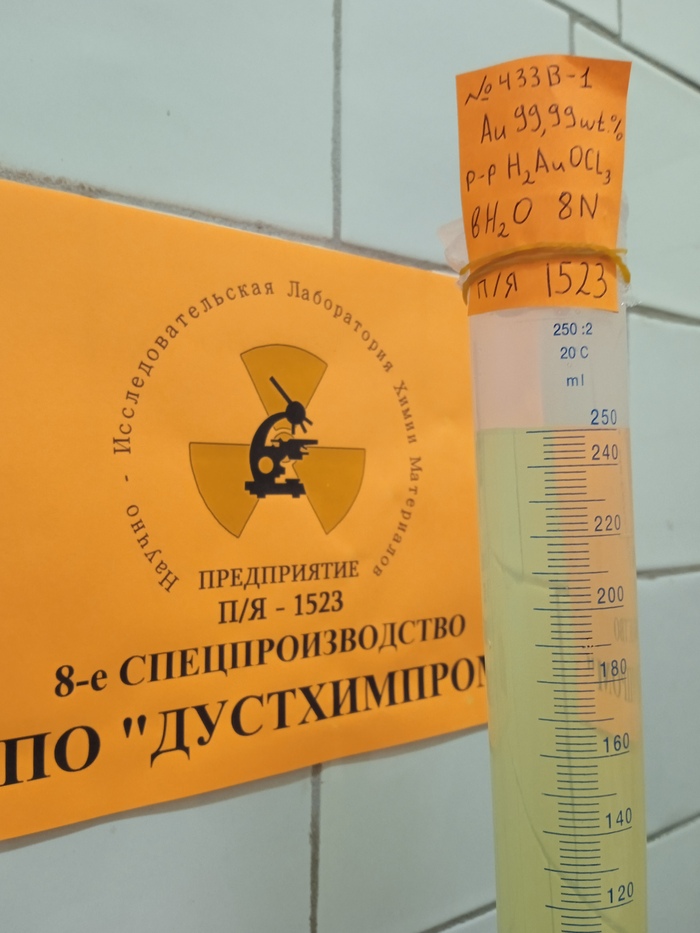 Научно - Исследовательская Лаборатория Химии Материалов
ПРЕДПРИЯТИЕ
П/Я - 1523
8-е СПЕЦПРОИЗВОДСТВО
ПО "ДУСТХИМПРОМ
№433В-1
Au 99,99wt.%
р-р H₂AuOCl₃
в H₂O 8N
п/я 1523
250 :2
20 C
ml
250
240
220
200
180
160
140
120